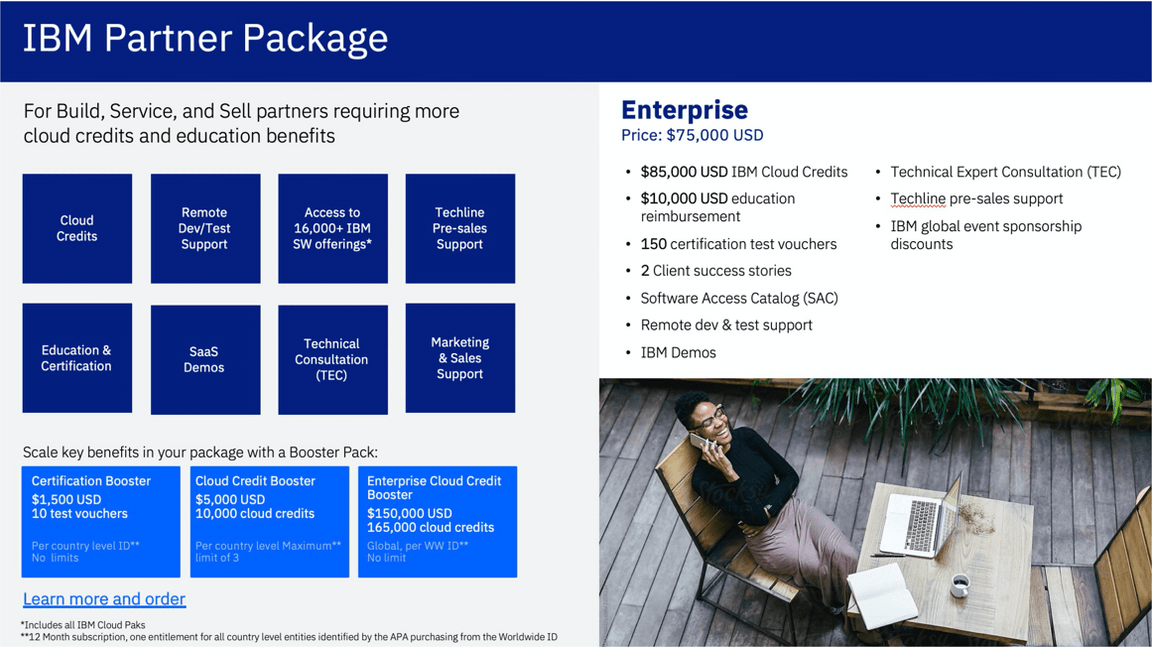 IBM Partner Package
For Build, Service, and Sell partners requiring more
cloud credits and education benefits
Cloud
Credits
Remote
Dev/Test
Support
Access to
16,000+ IBM
SW offerings*
Techline
Pre-sales
Support
Education &
Certification
SaaS
Demos
Technical
Consultation
(TEC)
Marketing
& Sales
Support
Scale key benefits in your package with a Booster Pack:
Certification Booster
$1,500 USD
10 test vouchers
Per country level ID**
No limits
Cloud Credit Booster
$5,000 USD
10,000 cloud credits
Per country level Maximum**
limit of 3
Enterprise Cloud Credit
Booster
$150,000 USD
165,000 cloud credits
Global, per WW ID**
No limit
Learn more and order
*Includes all IBM Cloud Paks
**12 Month subscription, one entitlement for all country level entities identified by the APA purchasing from the Worldwide ID
Enterprise
Price: $75,000 USD
• $85,000 USD IBM Cloud Credits
• $10,000 USD education
reimbursement
• 150 certification test vouchers
• 2 Client success stories
• Software Access Catalog (SAC)
• Remote dev & test support
• IBM Demos
• Technical Expert Consultation (TEC)
• Techline pre-sales support
• IBM global event sponsorship
discounts